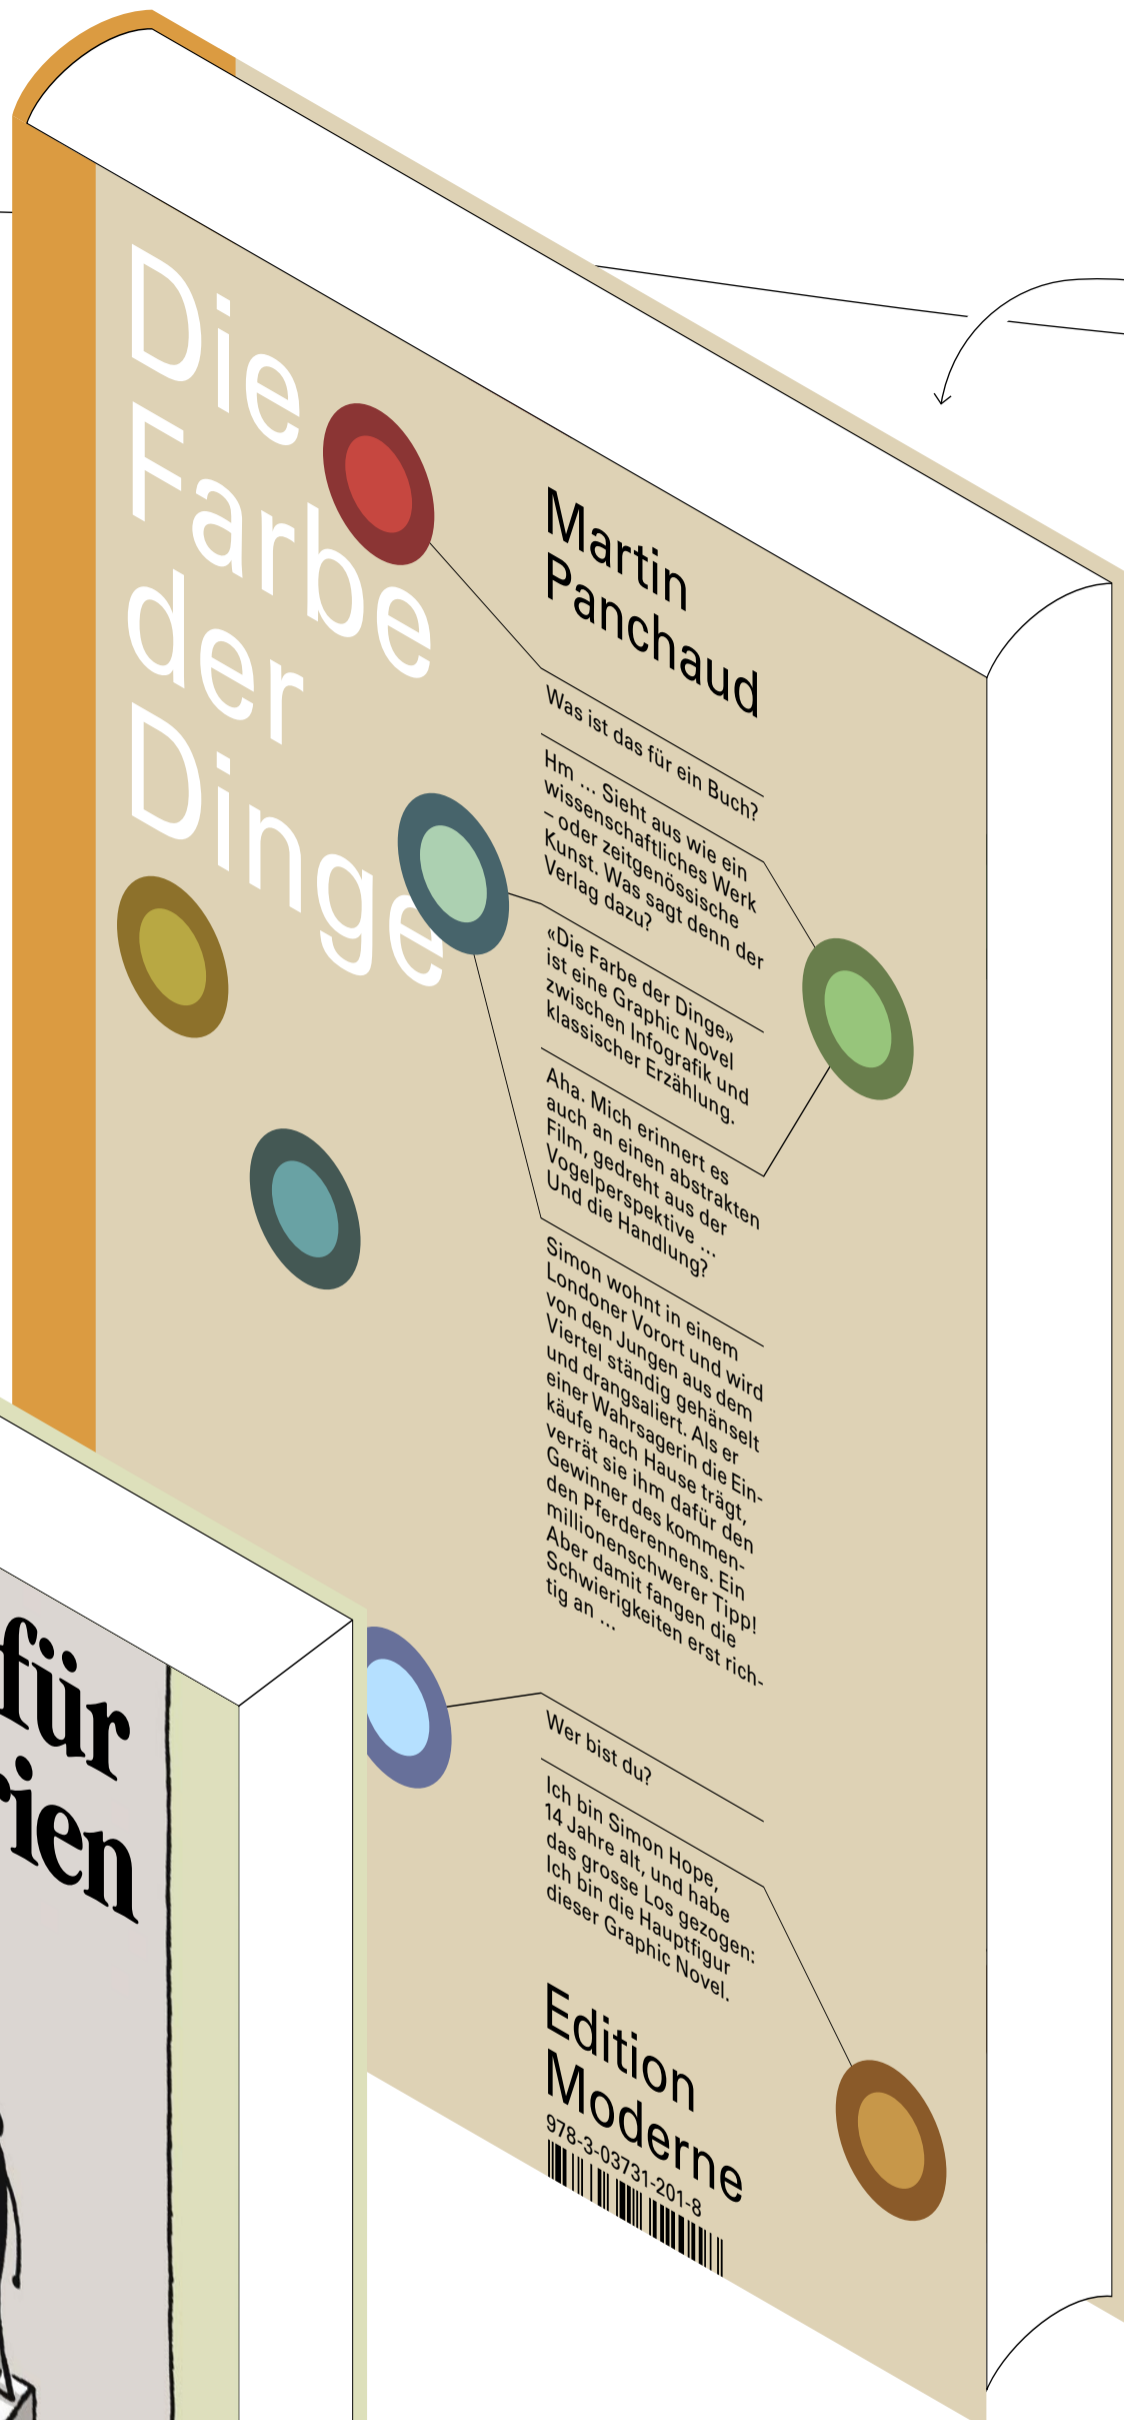 Die
Farbe
der
Dinge
Martin
Panchaud
Was ist das für ein Buch?
Hm ... Sieht aus wie ein
wissenschaftliches Werk
– oder zeitgenössische
Kunst. Was sagt denn der
Verlag dazu?
«Die Farbe der Dinge»
ist eine Graphic Novel
zwischen Infografik und
klassischer Erzählung.
Aha. Mich erinnert es
auch an einen abstrakten
Film, gedreht aus der
Vogelperspektive ...
Und die Handlung?
Simon wohnt in einem
Londoner Vorort und wird
von den Jungen aus dem
Viertel ständig gehänselt
und drangsaliert. Als er
einer Wahrsagerin die Ein-
käufe nach Hause trägt,
verrät sie ihm dafür den
Gewinner des kommen-
den Pferderennens. Ein
millionenschwerer Tipp!
Aber damit fangen die
Schwierigkeiten erst rich-
tig an ...
Wer bist du?
Ich bin Simon Hope,
14 Jahre alt, und habe
das grosse Los gezogen:
Ich bin die Hauptfigur
dieser Graphic Novel.
Edition
Moderne
978-3-03731-201-8
für
rien